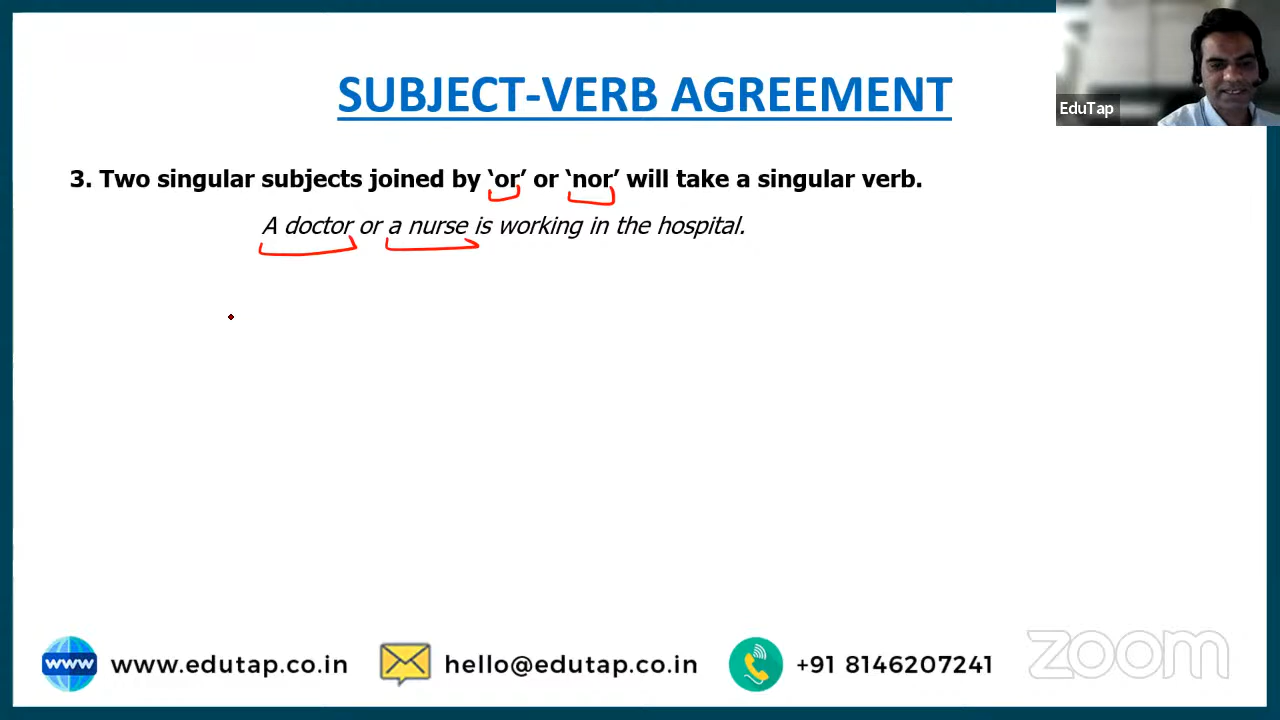 SUBJECT-VERB AGREEMENT
EduTap
3. Two singular subjects joined by ‘or’ or ‘nor’ will take a singular verb.
A doctor or a nurse is working in the hospital.
www www.edutap.co.in hello@edutap.co.in +91 8146207241 zoom